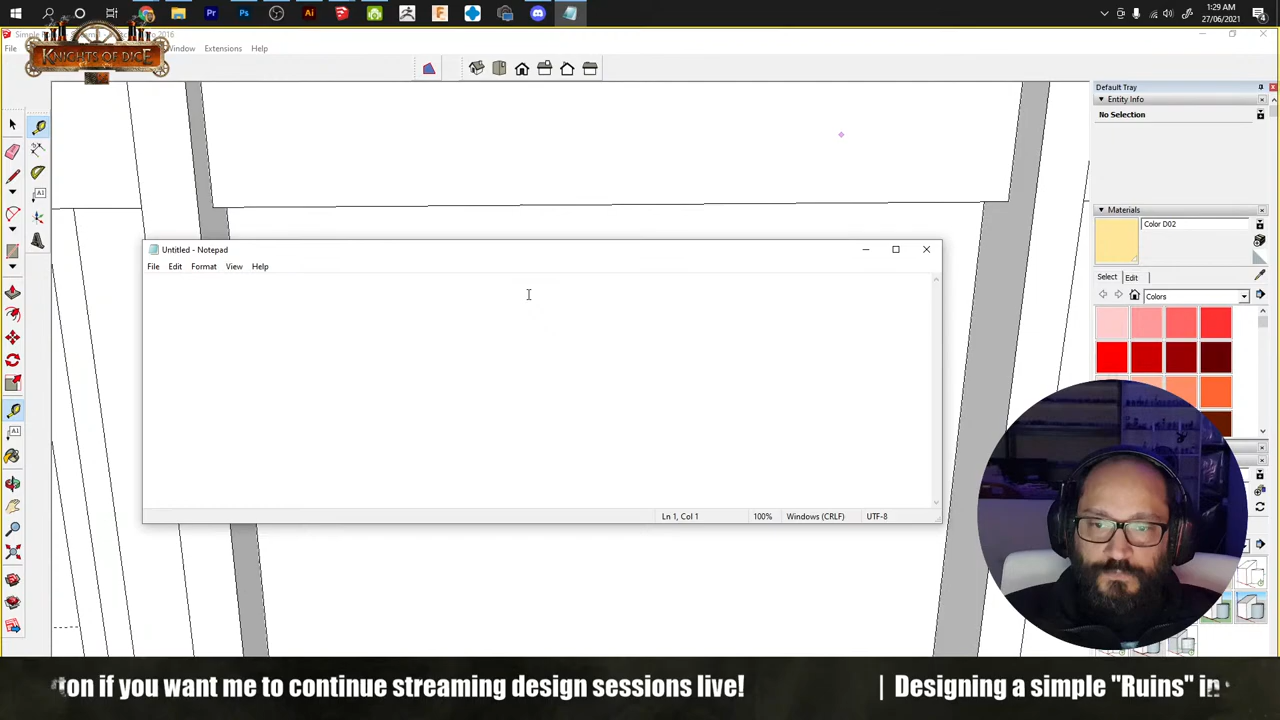 1:29 AM
27/06/2021
KNIGHTS OF DICE
2016
File
Window Extensions Help
Default Tray
Entity Info
No Selection
Materials
Color D02
Select Edit
Colors
Untitled - Notepad
File Edit Format View Help
Ln 1, Col 1 100% Windows (CRLF) UTF-8
ton if you want me to continue streaming design sessions live! | Designing a simple "Ruins" in